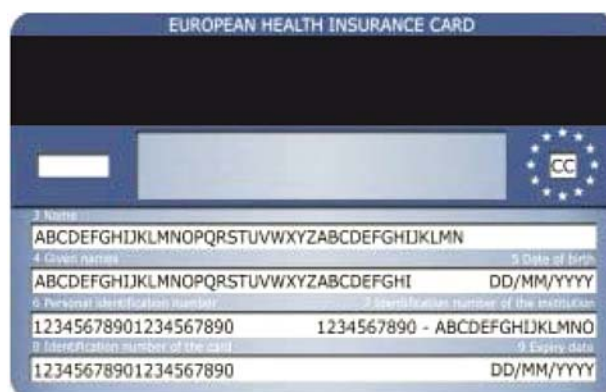 EUROPEAN HEALTH INSURANCE CARD
CC
3 Name
ABCDEFGHIJKLMNOPQRSTUVWXYZABCDEFGHIJKLMN
4 Given names 5 Date of birth
ABCDEFGHIJKLMNOPQRSTUVWXYZABCDEFGHI DD/MM/YYYY
6 Personal identification number 7 Identification number of the institution
12345678901234567890 1234567890 - ABCDEFGHIJKLMNO
8 Identification number of the card 9 Expiry date
12345678901234567890 DD/MM/YYYY